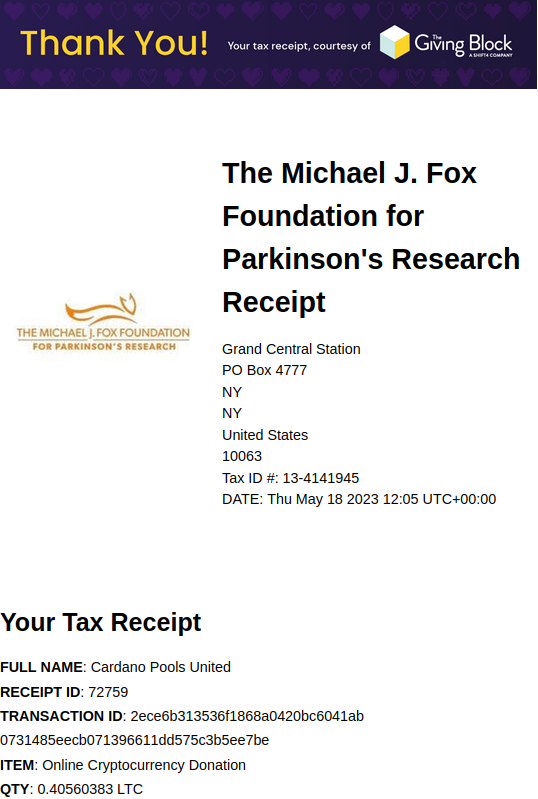 Thank You!
Your tax receipt, courtesy of
The Giving Block
A SHIFT4 COMPANY
The Michael J. Fox
Foundation for
Parkinson's Research
Receipt
THE MICHAEL J. FOX FOUNDATION
FOR PARKINSON'S RESEARCH
Grand Central Station
PO Box 4777
NY
NY
United States
10063
Tax ID #: 13-4141945
DATE: Thu May 18 2023 12:05 UTC+00:00
Your Tax Receipt
FULL NAME: Cardano Pools United
RECEIPT ID: 72759
TRANSACTION ID: 2ece6b313536f1868a0420bc6041ab
0731485eecb071396611dd575c3b5ee7be
ITEM: Online Cryptocurrency Donation
QTY: 0.40560383 LTC